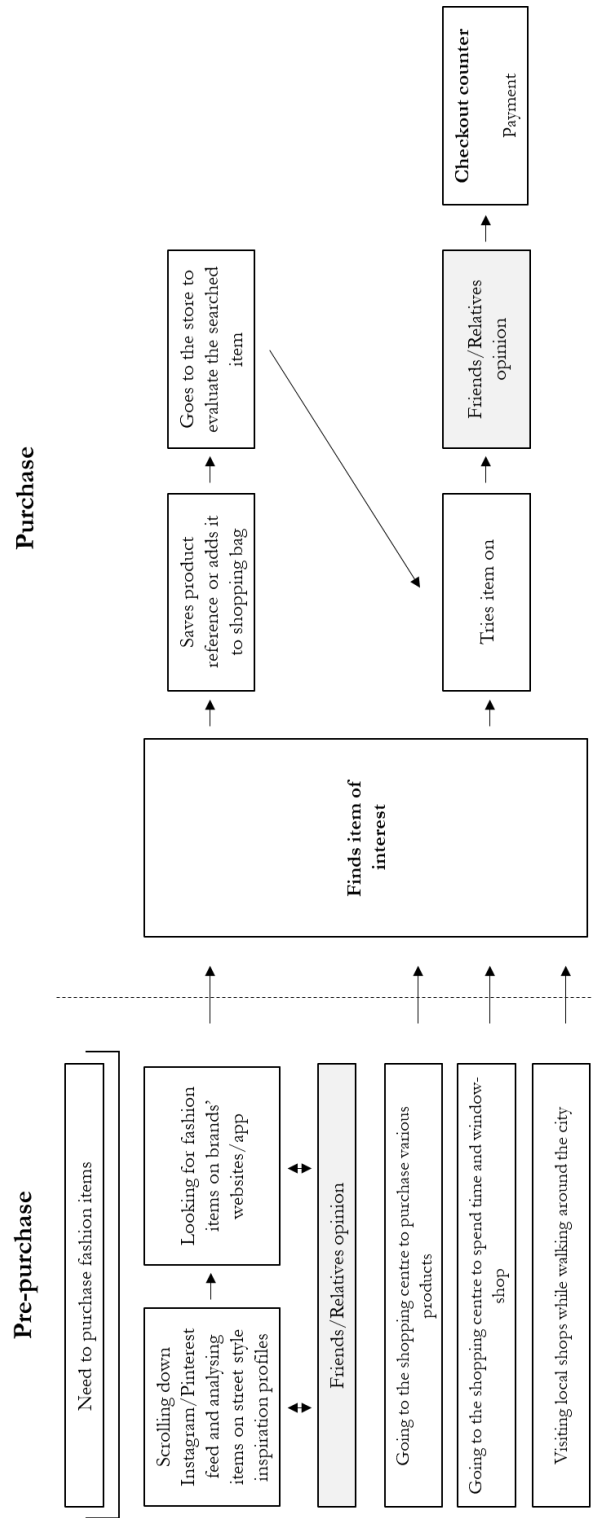 Pre-purchase
Purchase
Need to purchase fashion items
Scrolling down
Instagram/Pinterest
feed and analysing
items on street style
inspiration profiles
Looking for fashion
items on brands'
websites/app
Friends/Relatives opinion
Going to the shopping centre to purchase various
products
Going to the shopping centre to spend time and window-
shop
Visiting local shops while walking around the city
Finds item of
interest
Saves product
reference or adds it
to shopping bag
Goes to the store to
evaluate the searched
item
Tries item on
Friends/Relatives
opinion
Checkout counter
Payment